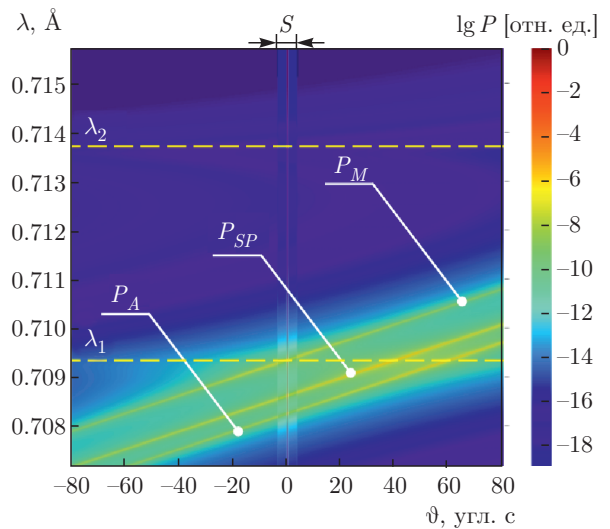 λ, Å
S
lg P [отн. ед.]
0.715
0.714
0.713
0.712
0.711
0.710
0.709
0.708
λ₂
λ₁
P_M
P_SP
P_A
0
–2
–4
–6
–8
–10
–12
–14
–16
–18
–80 –60 –40 –20 0 20 40 60 80
ϑ, угл. с